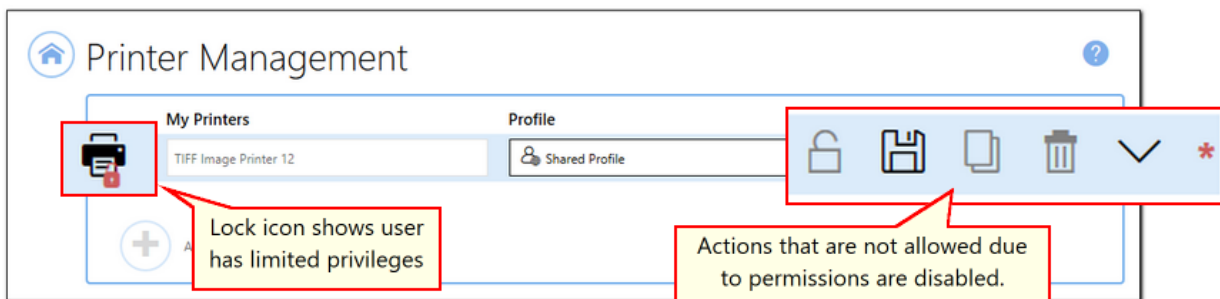 Printer Management
?
My Printers
Profile
TIFF Image Printer 12
Shared Profile
*
Lock icon shows user
has limited privileges
Actions that are not allowed due
to permissions are disabled.